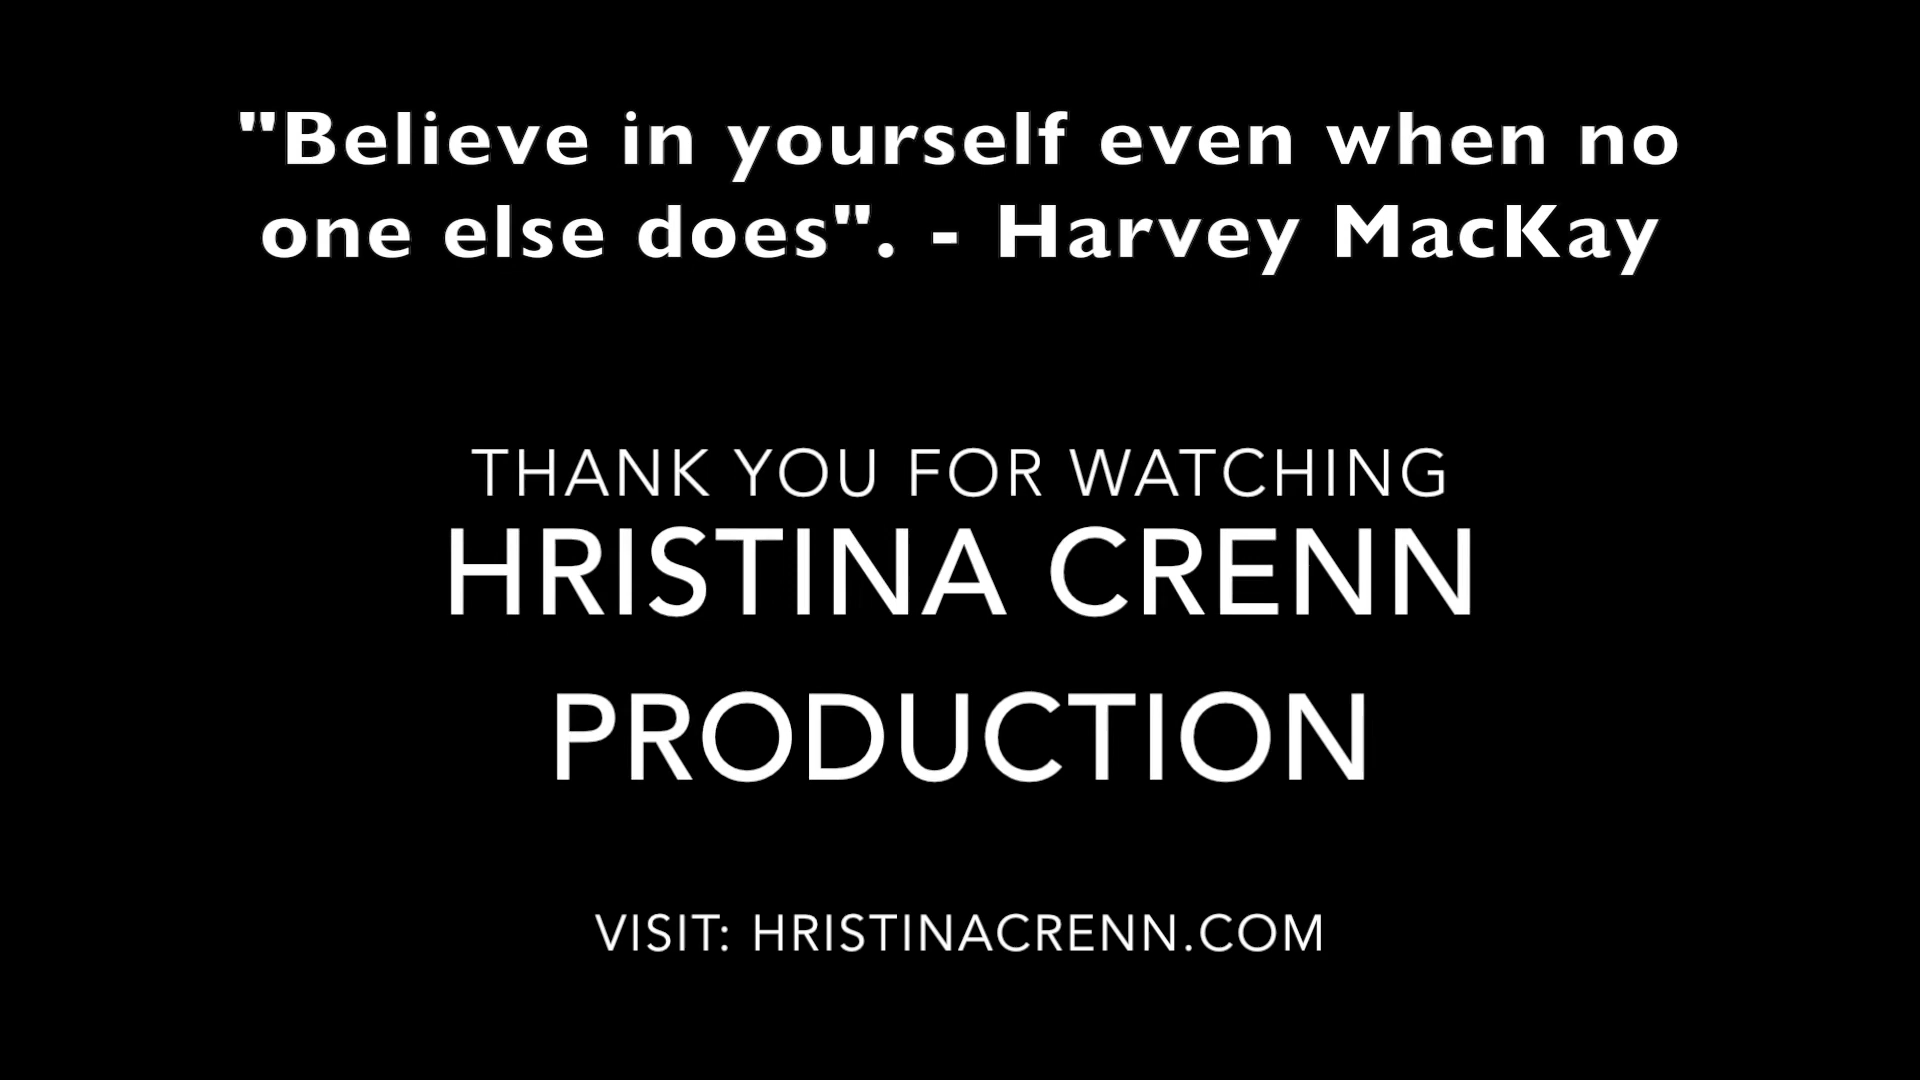 "Believe in yourself even when no
one else does". - Harvey MacKay
THANK YOU FOR WATCHING
HRISTINA CRENN
PRODUCTION
VISIT: HRISTINACRENN.COM